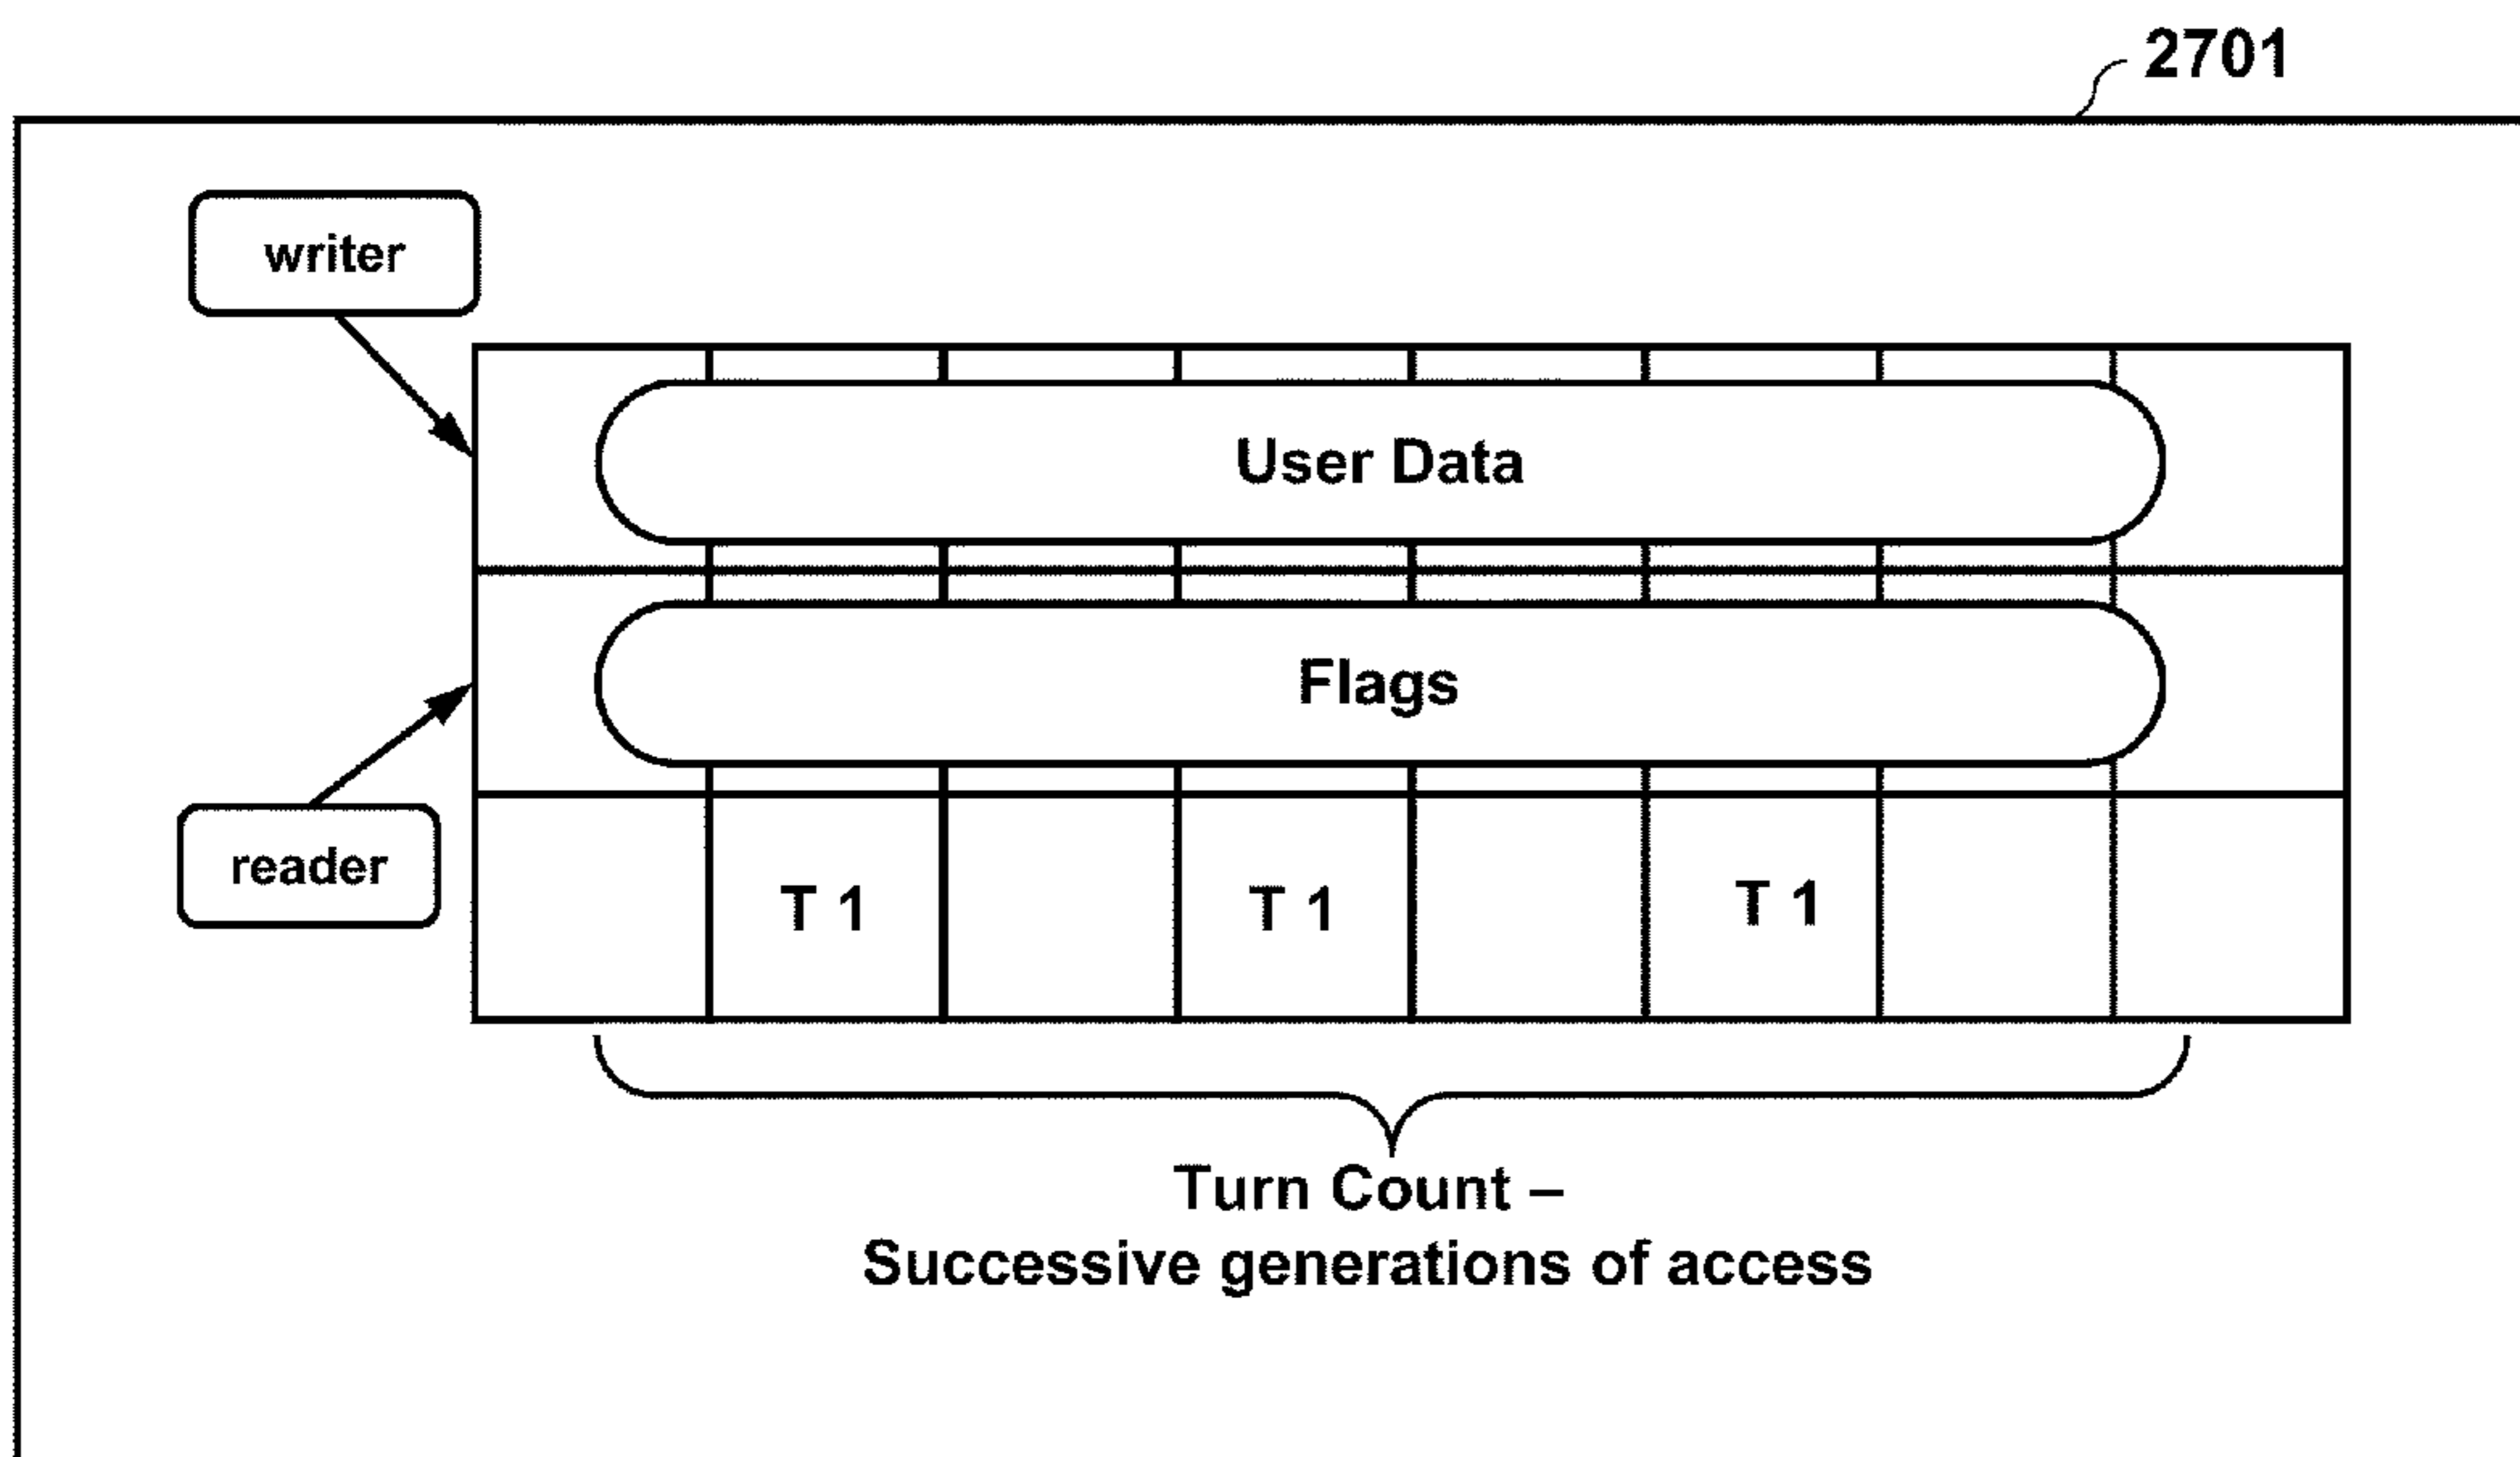 2701
writer
User Data
Flags
reader
T 1 T 1 T 1
Turn Count –
Successive generations of access